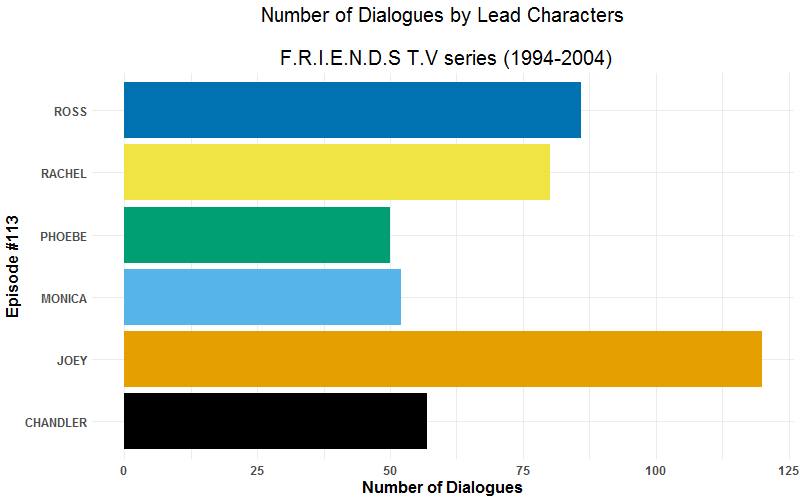 Number of Dialogues by Lead Characters
F.R.I.E.N.D.S T.V series (1994-2004)
ROSS
RACHEL
PHOEBE
MONICA
JOEY
CHANDLER
Episode #113
0 25 50 75 100 125
Number of Dialogues